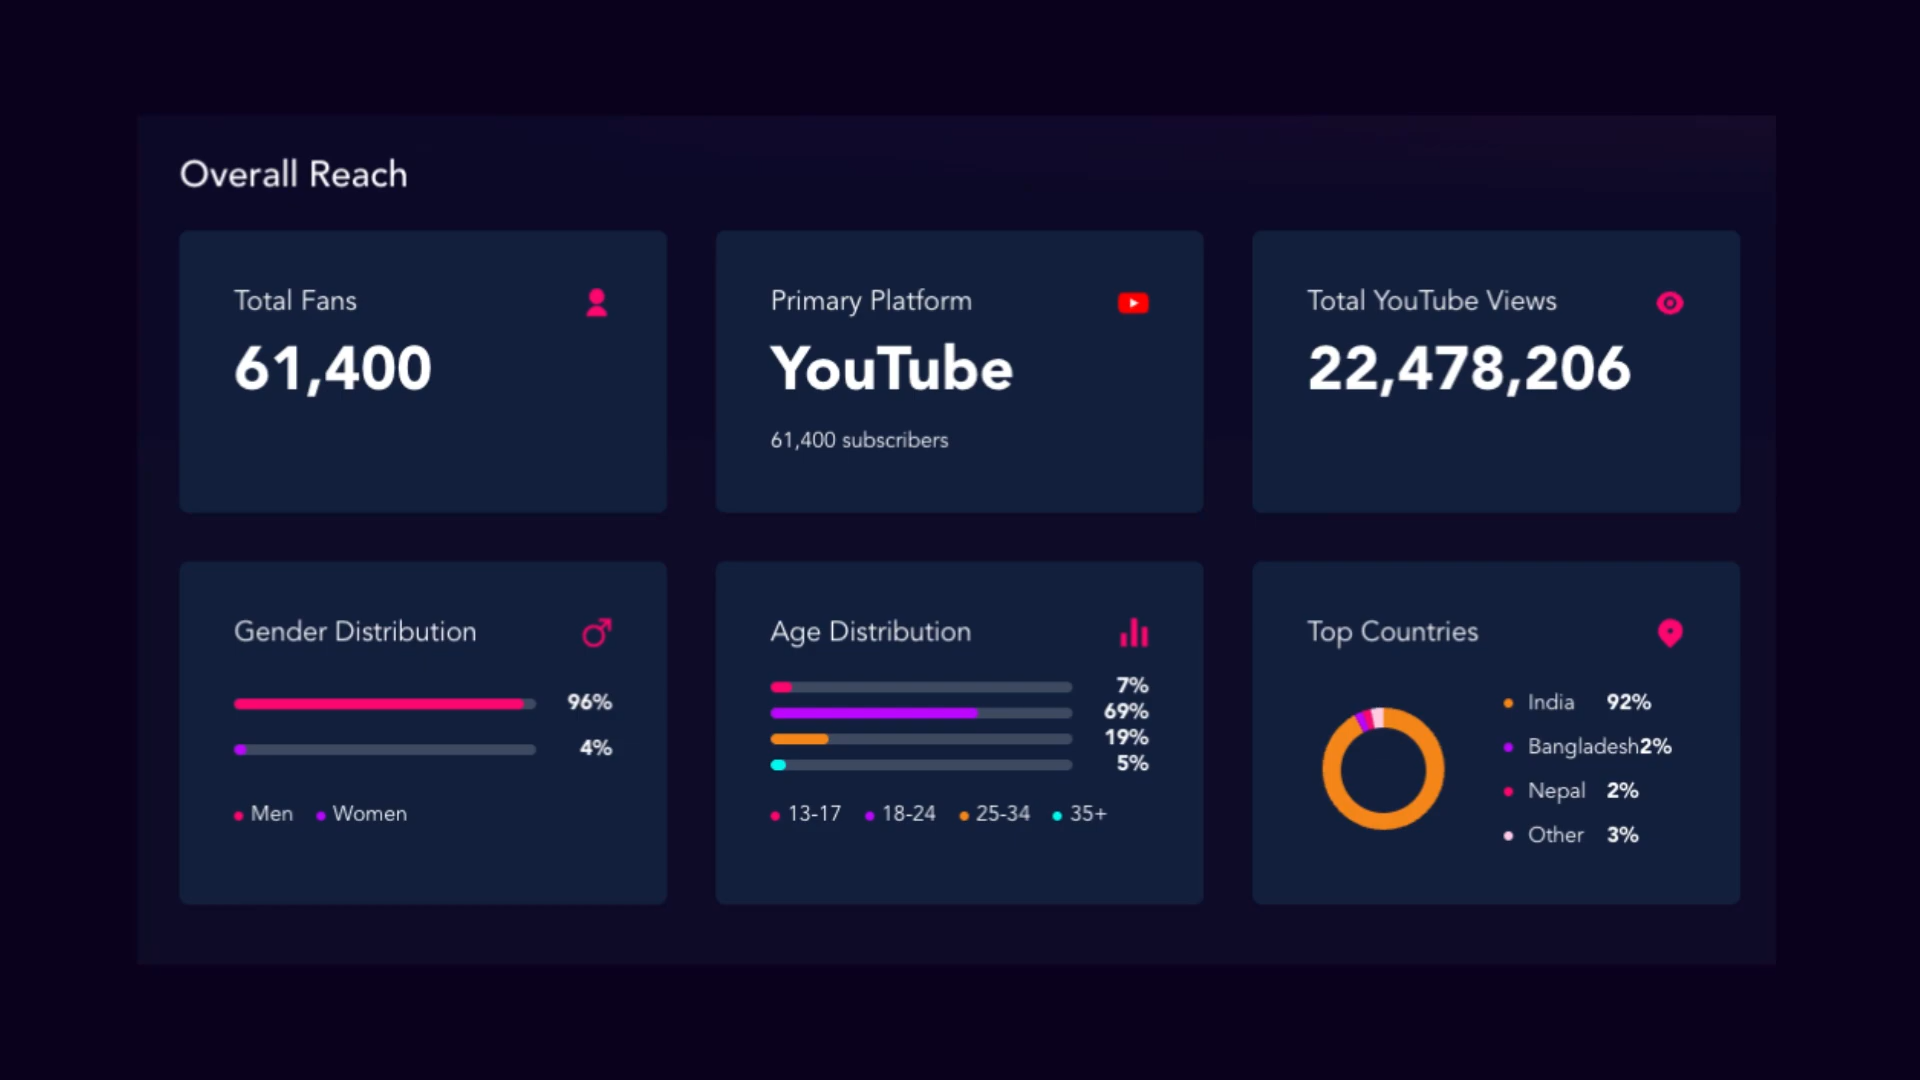 Overall Reach
Total Fans
61,400
Primary Platform
YouTube
61,400 subscribers
Total YouTube Views
22,478,206
Gender Distribution
96%
4%
Men Women
Age Distribution
7%
69%
19%
5%
13-17 18-24 25-34 35+
Top Countries
India 92%
Bangladesh2%
Nepal 2%
Other 3%